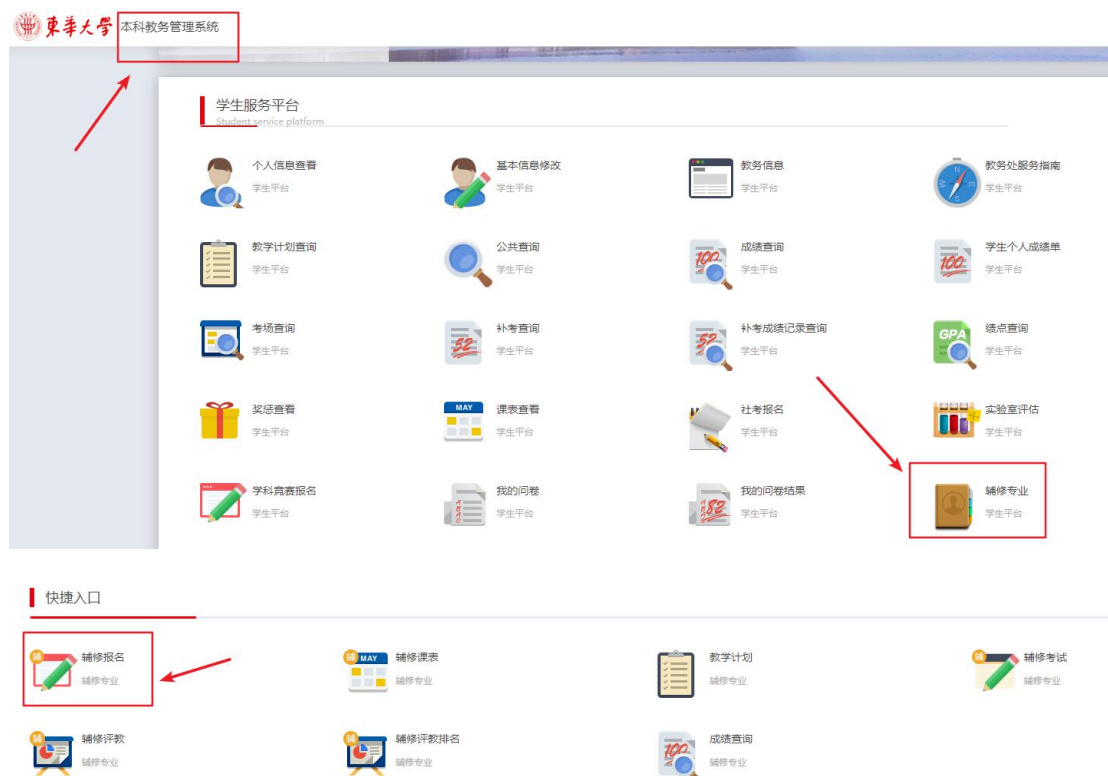 東華大學 本科教务管理系统
学生服务平台
Student service platform
个人信息查看
学生平台
基本信息修改
学生平台
教务信息
学生平台
教务处服务指南
学生平台
教学计划查询
学生平台
公共查询
学生平台
成绩查询
学生平台
学生个人成绩单
学生平台
考场查询
学生平台
补考查询
学生平台
补考成绩记录查询
学生平台
绩点查询
学生平台
奖惩查看
学生平台
课表查看
学生平台
社考报名
学生平台
实验室评估
学生平台
学科竞赛报名
学生平台
我的问卷
学生平台
我的问卷结果
学生平台
辅修专业
学生平台
快捷入口
辅修报名
辅修专业
辅修课表
辅修专业
教学计划
辅修专业
辅修考试
辅修专业
辅修评教
辅修专业
辅修评教排名
辅修专业
成绩查询
辅修专业